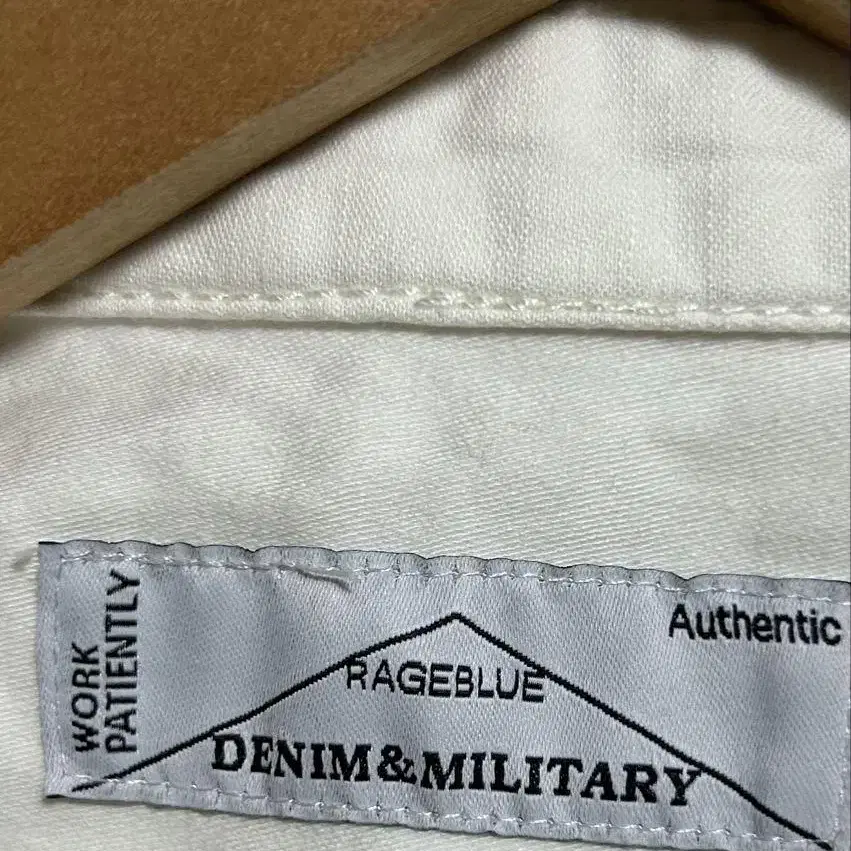 WORK
PATIENTLY
Authentic
RAGEBLUE
DENIM&MILITARY